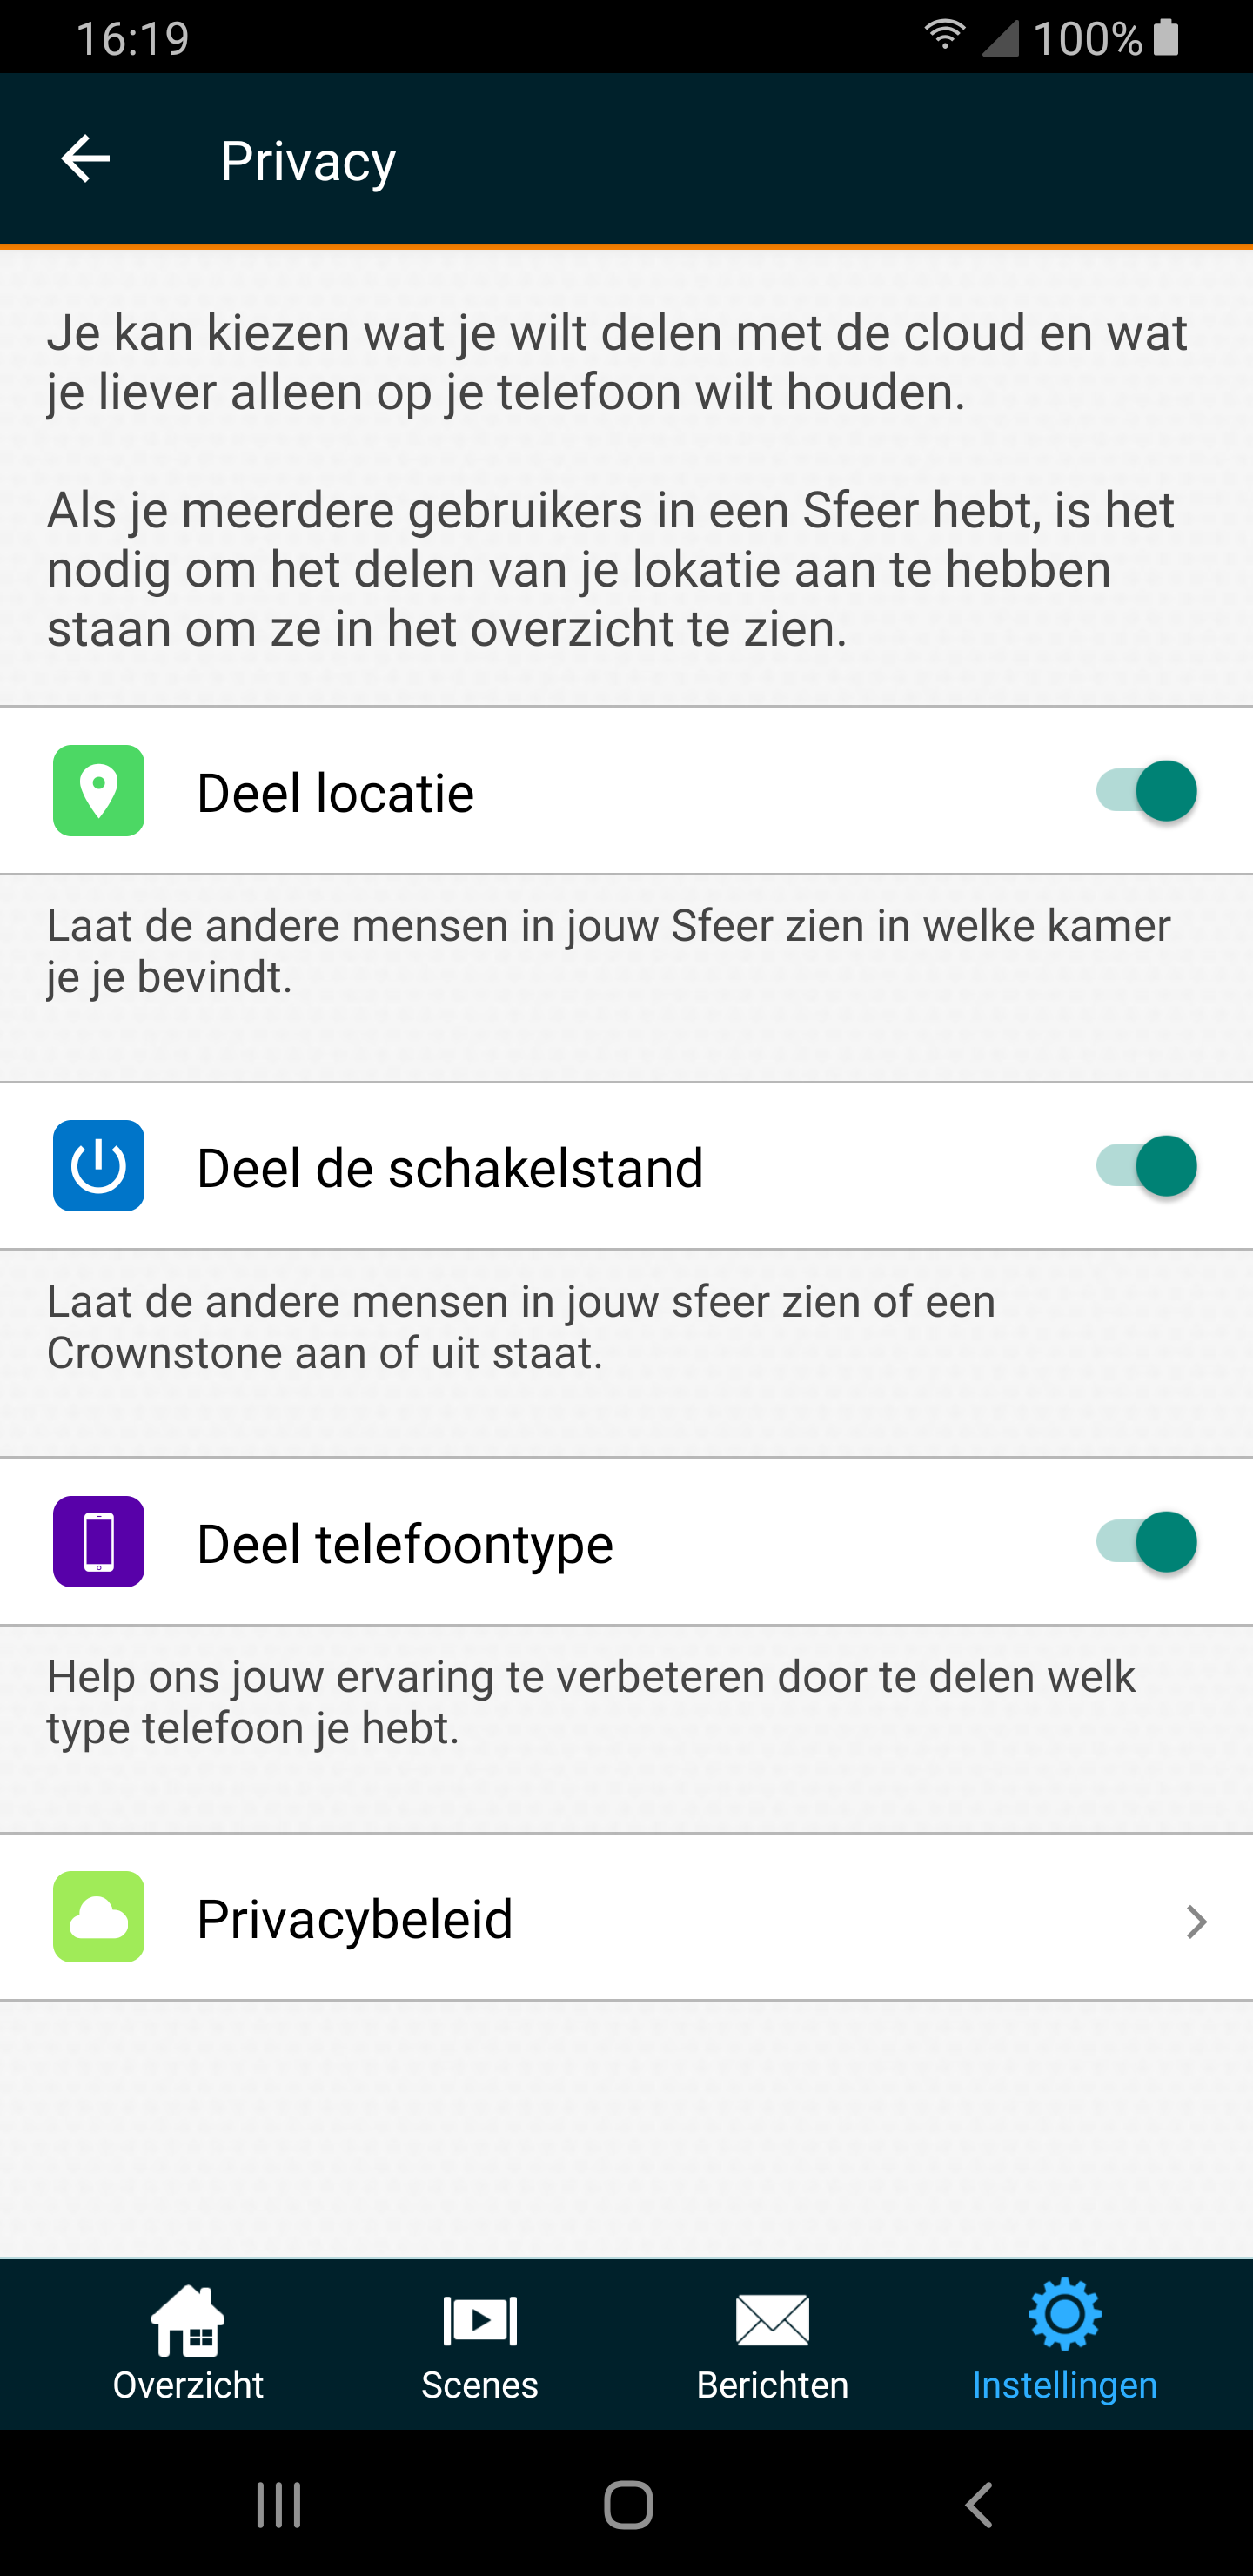 16:19
100%
Privacy
Je kan kiezen wat je wilt delen met de cloud en wat
je liever alleen op je telefoon wilt houden.
Als je meerdere gebruikers in een Sfeer hebt, is het
nodig om het delen van je lokatie aan te hebben
staan om ze in het overzicht te zien.
Deel locatie
Laat de andere mensen in jouw Sfeer zien in welke kamer
je je bevindt.
Deel de schakelstand
Laat de andere mensen in jouw sfeer zien of een
Crownstone aan of uit staat.
Deel telefoontype
Help ons jouw ervaring te verbeteren door te delen welk
type telefoon je hebt.
Privacybeleid
Overzicht
Scenes
Berichten
Instellingen